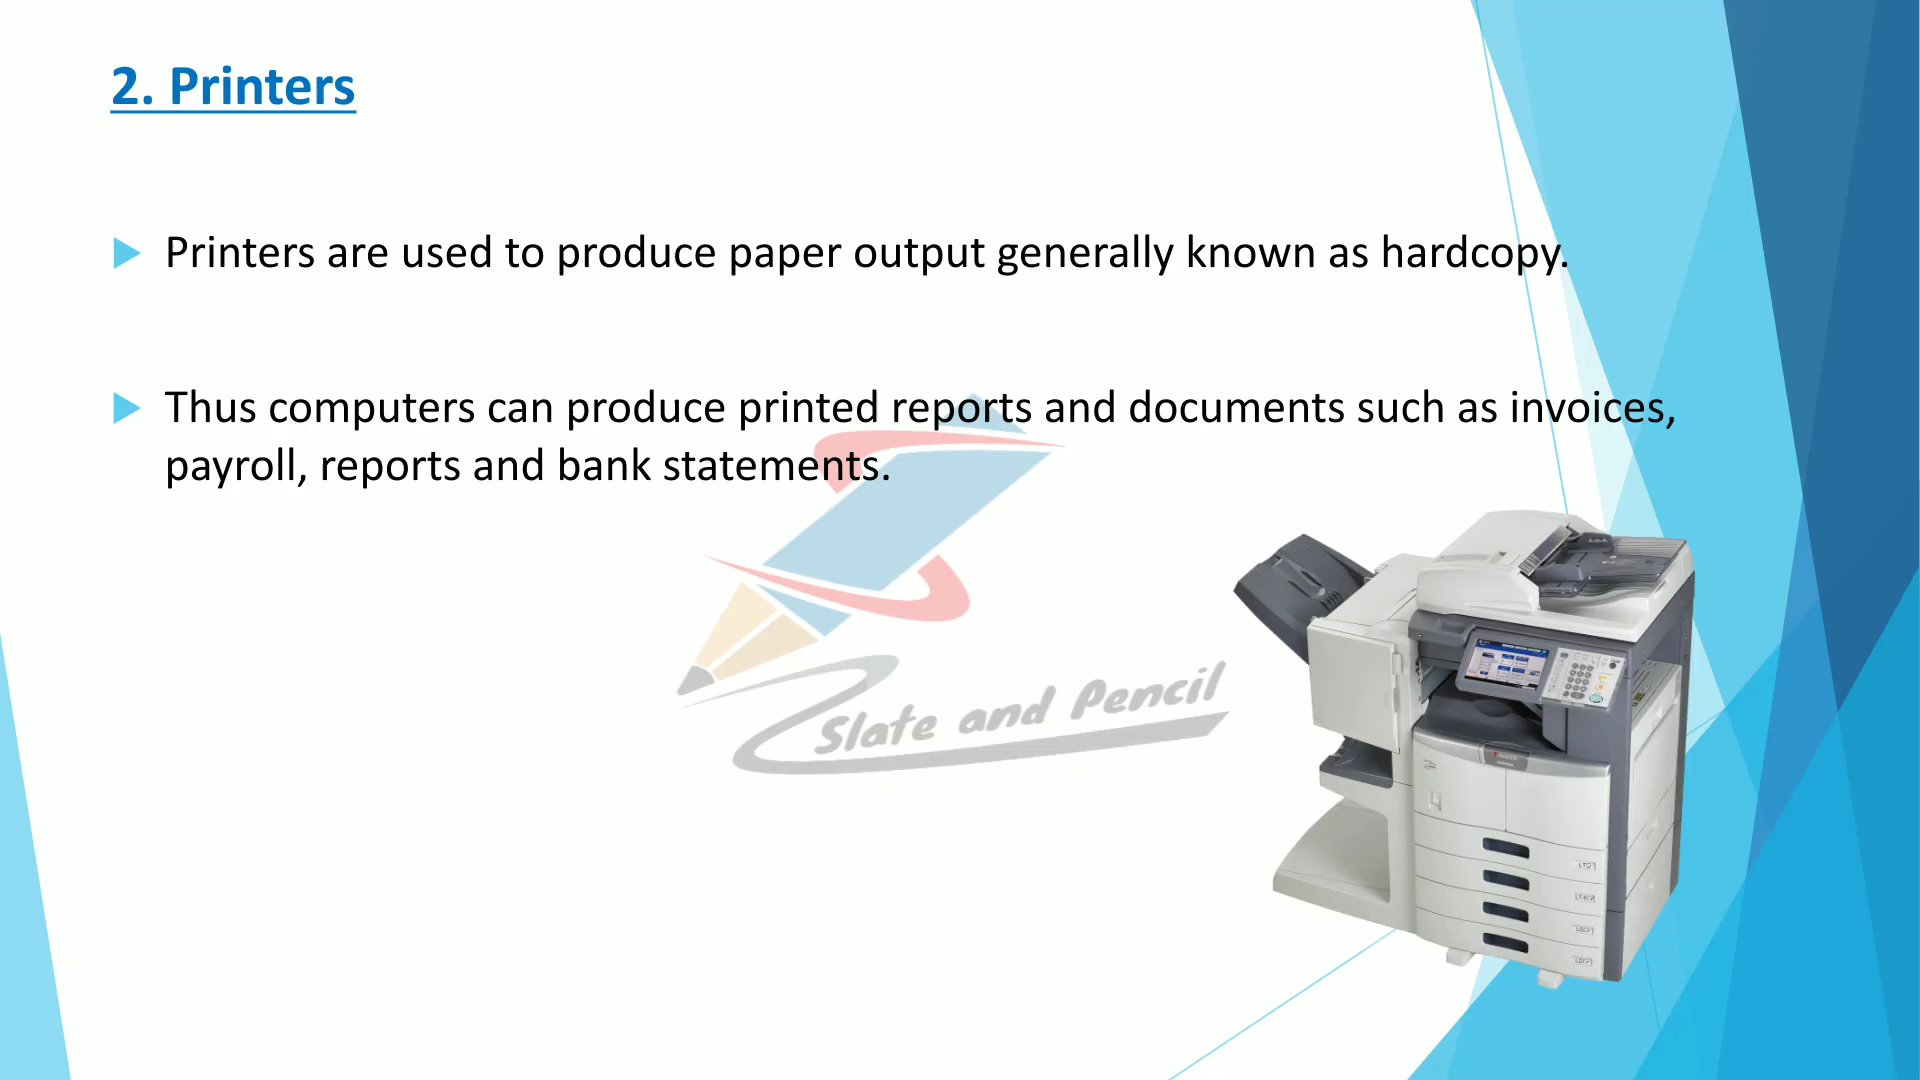 2. Printers
Printers are used to produce paper output generally known as hardcopy.
Thus computers can produce printed reports and documents such as invoices,
payroll, reports and bank statements.
Slate and Pencil